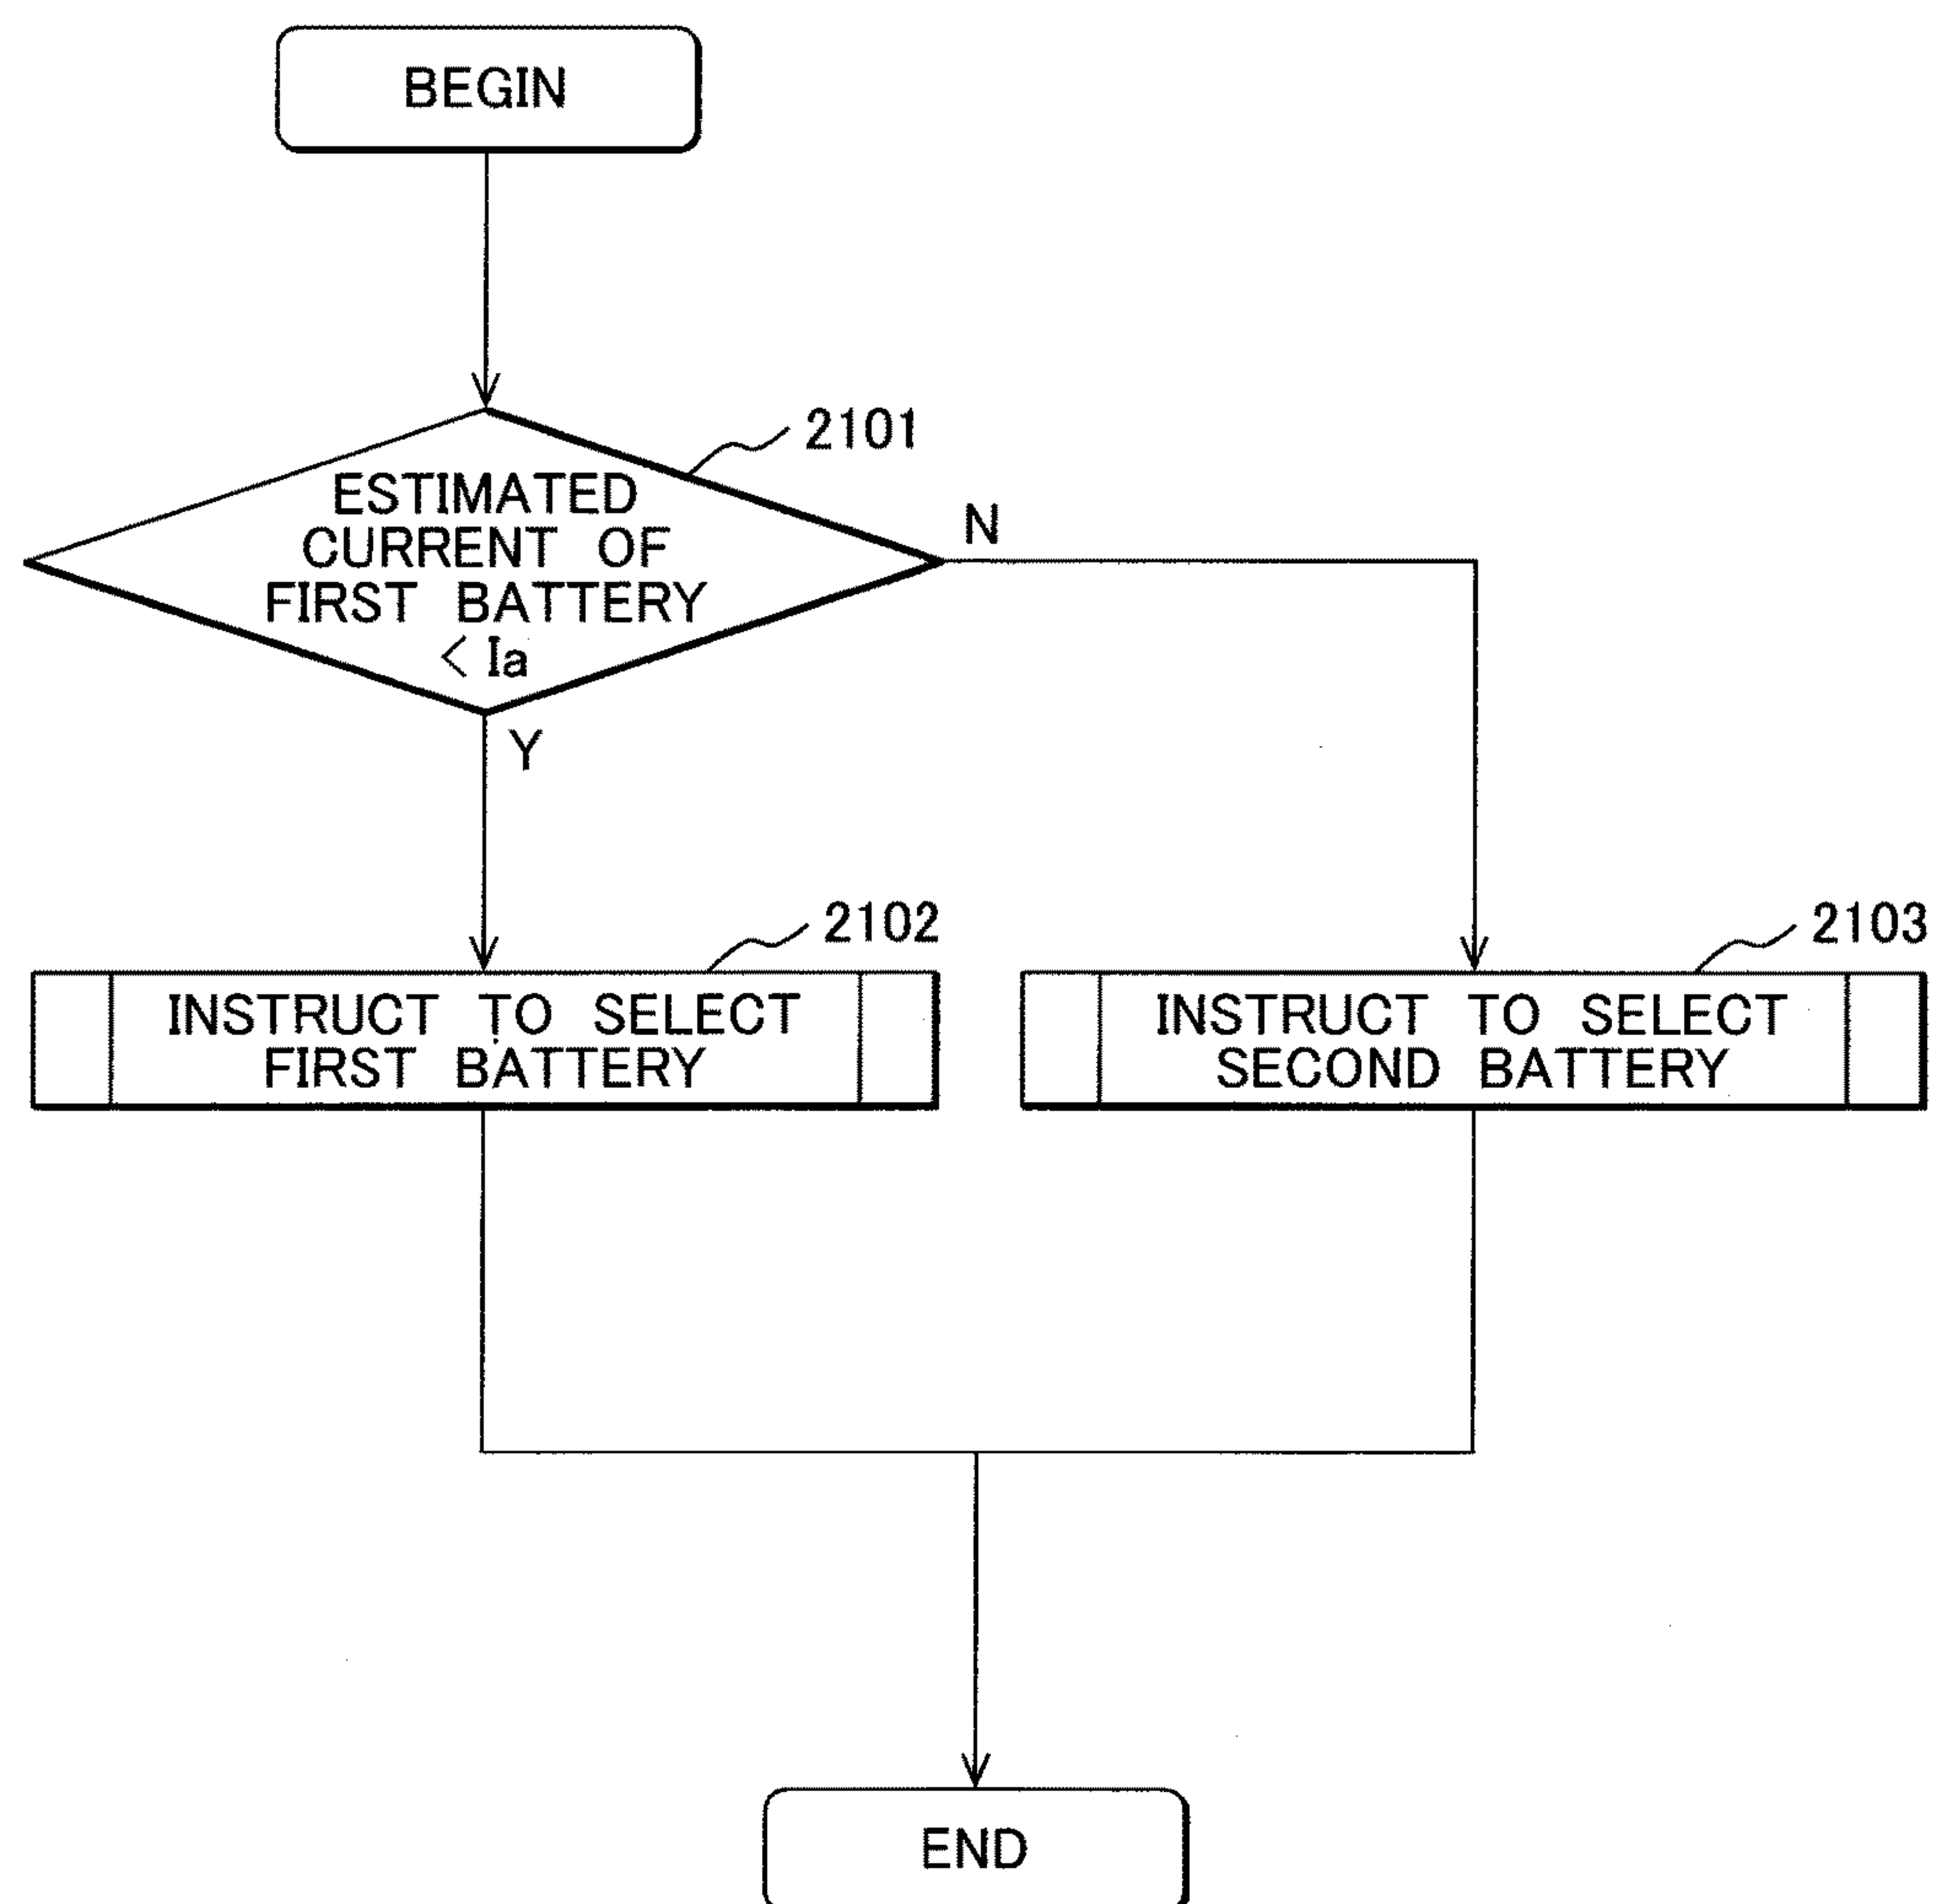 BEGIN
2101
ESTIMATED
CURRENT OF
FIRST BATTERY
< Ia
N
Y
2102
INSTRUCT TO SELECT
FIRST BATTERY
2103
INSTRUCT TO SELECT
SECOND BATTERY
END